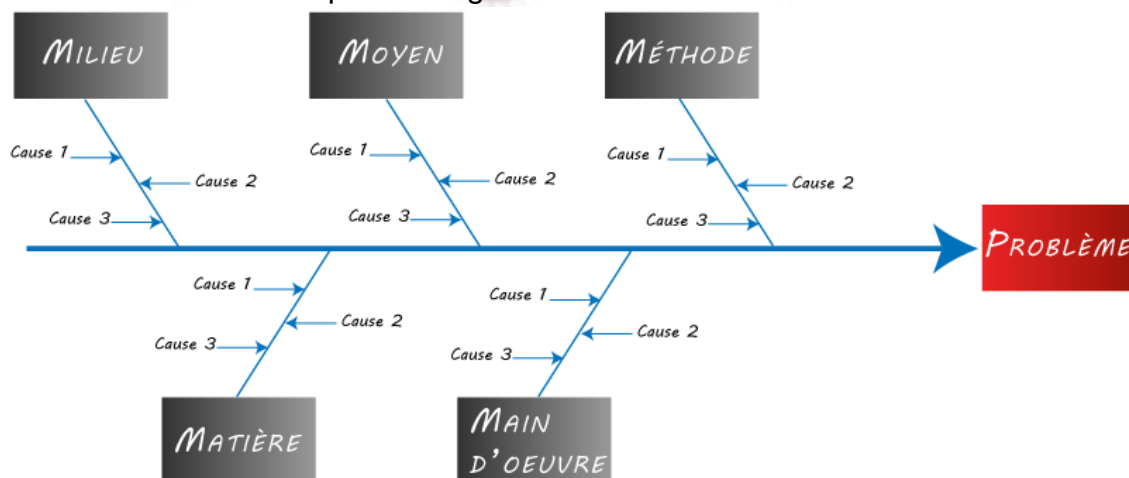 MILIEU
MOYEN
MÉTHODE
Cause 1
Cause 2
Cause 3
Cause 1
Cause 2
Cause 3
Cause 1
Cause 2
Cause 3
PROBLÈME
Cause 1
Cause 2
Cause 3
Cause 1
Cause 2
Cause 3
MATIÈRE
MAIN
D'OEUVRE